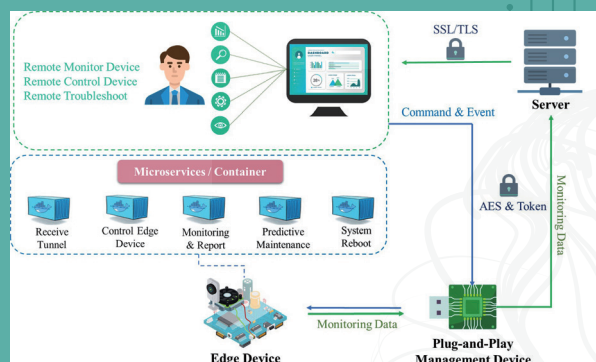 SSL/TLS
Remote Monitor Device
Remote Control Device
Remote Troubleshoot
Server
Command & Event
Microservices / Container
AES & Token
Monitoring Data
Receive
Tunnel
Control Edge
Device
Monitoring
& Report
Predictive
Maintenance
System
Reboot
Monitoring Data
Edge Device
Plug-and-Play
Management Device